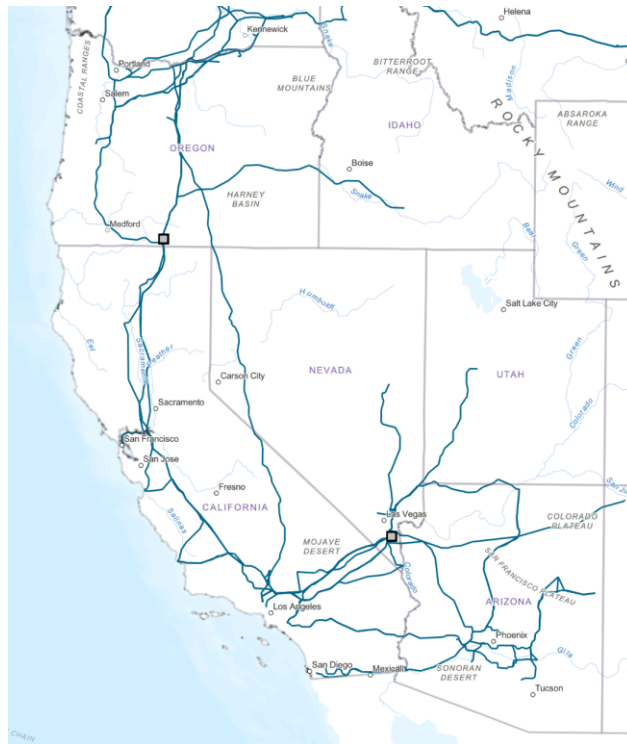 Helena
Kennewick
Snake
COASTAL RANGES
Portland
BITTERROOT
RANGE
BLUE
MOUNTAINS
Madison
Salem
ROCKY MOUNTAINS
ABSAROKA
RANGE
IDAHO
OREGON
Boise
HARNEY
BASIN
Snake
Wind
Medford
Bear
Green
Humboldt
Salt Lake City
Eel
Sacramento
Feather
Green
NEVADA
UTAH
Carson City
Colorado
Sacramento
San Francisco
San Jose
Fresno
San Ju
CALIFORNIA
Salinas
Las Vegas
COLORADO
PLATEAU
MOJAVE
DESERT
SAN FRANCISCO PLATEAU
Colorado
ARIZONA
Los Angeles
Phoenix
Gila
San Diego
Mexicali
SONORAN
DESERT
Tucson
CHAIN